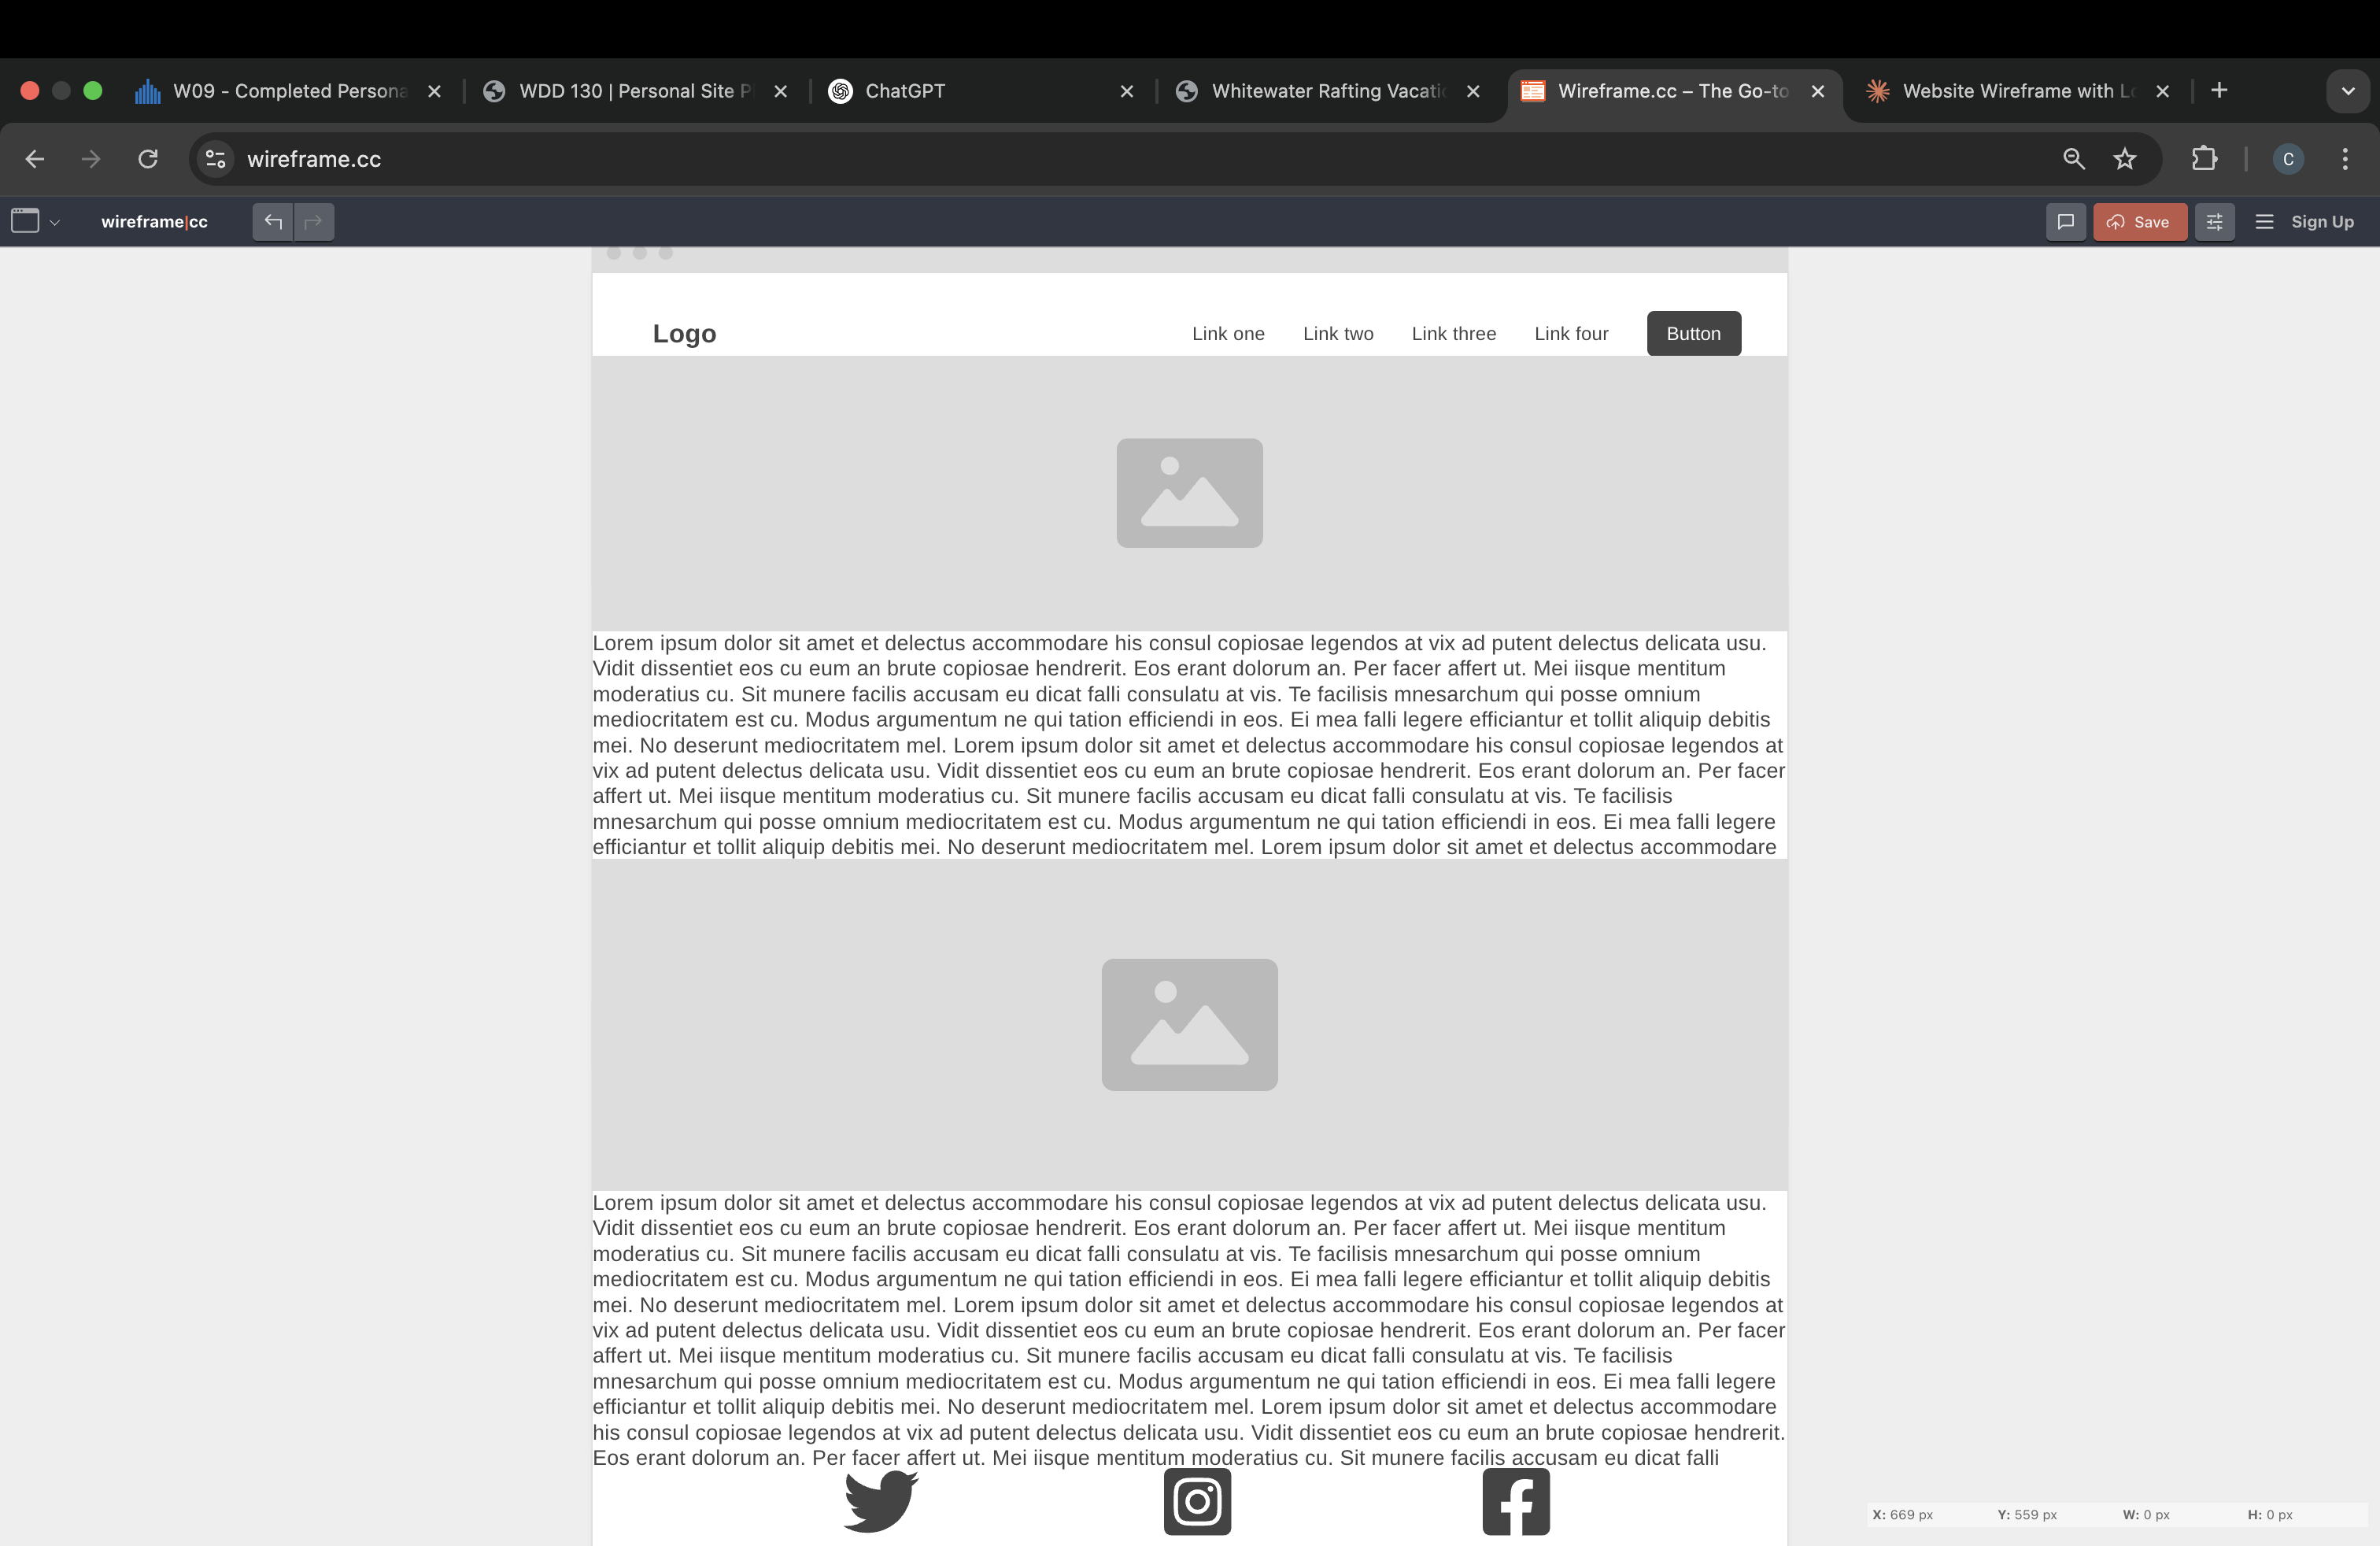 W09 - Completed Persona
WDD 130 | Personal Site P
ChatGPT
Whitewater Rafting Vacatic
Wireframe.cc – The Go-to
Website Wireframe with Lo
wireframe.cc
C
wireframe|cc
Save
Sign Up
Logo
Link one
Link two
Link three
Link four
Button
Lorem ipsum dolor sit amet et delectus accommodare his consul copiosae legendos at vix ad putent delectus delicata usu.
Vidit dissentiet eos cu eum an brute copiosae hendrerit. Eos erant dolorum an. Per facer affert ut. Mei iisque mentitum
moderatius cu. Sit munere facilis accusam eu dicat falli consulatu at vis. Te facilisis mnesarchum qui posse omnium
mediocritatem est cu. Modus argumentum ne qui tation efficiendi in eos. Ei mea falli legere efficiantur et tollit aliquip debitis
mei. No deserunt mediocritatem mel. Lorem ipsum dolor sit amet et delectus accommodare his consul copiosae legendos at
vix ad putent delectus delicata usu. Vidit dissentiet eos cu eum an brute copiosae hendrerit. Eos erant dolorum an. Per facer
affert ut. Mei iisque mentitum moderatius cu. Sit munere facilis accusam eu dicat falli consulatu at vis. Te facilisis
mnesarchum qui posse omnium mediocritatem est cu. Modus argumentum ne qui tation efficiendi in eos. Ei mea falli legere
efficiantur et tollit aliquip debitis mei. No deserunt mediocritatem mel. Lorem ipsum dolor sit amet et delectus accommodare
Lorem ipsum dolor sit amet et delectus accommodare his consul copiosae legendos at vix ad putent delectus delicata usu.
Vidit dissentiet eos cu eum an brute copiosae hendrerit. Eos erant dolorum an. Per facer affert ut. Mei iisque mentitum
moderatius cu. Sit munere facilis accusam eu dicat falli consulatu at vis. Te facilisis mnesarchum qui posse omnium
mediocritatem est cu. Modus argumentum ne qui tation efficiendi in eos. Ei mea falli legere efficiantur et tollit aliquip debitis
mei. No deserunt mediocritatem mel. Lorem ipsum dolor sit amet et delectus accommodare his consul copiosae legendos at
vix ad putent delectus delicata usu. Vidit dissentiet eos cu eum an brute copiosae hendrerit. Eos erant dolorum an. Per facer
affert ut. Mei iisque mentitum moderatius cu. Sit munere facilis accusam eu dicat falli consulatu at vis. Te facilisis
mnesarchum qui posse omnium mediocritatem est cu. Modus argumentum ne qui tation efficiendi in eos. Ei mea falli legere
efficiantur et tollit aliquip debitis mei. No deserunt mediocritatem mel. Lorem ipsum dolor sit amet et delectus accommodare
his consul copiosae legendos at vix ad putent delectus delicata usu. Vidit dissentiet eos cu eum an brute copiosae hendrerit.
Eos erant dolorum an. Per facer affert ut. Mei iisque mentitum moderatius cu. Sit munere facilis accusam eu dicat falli
X: 669 px
Y: 559 px
W: 0 px
H: 0 px